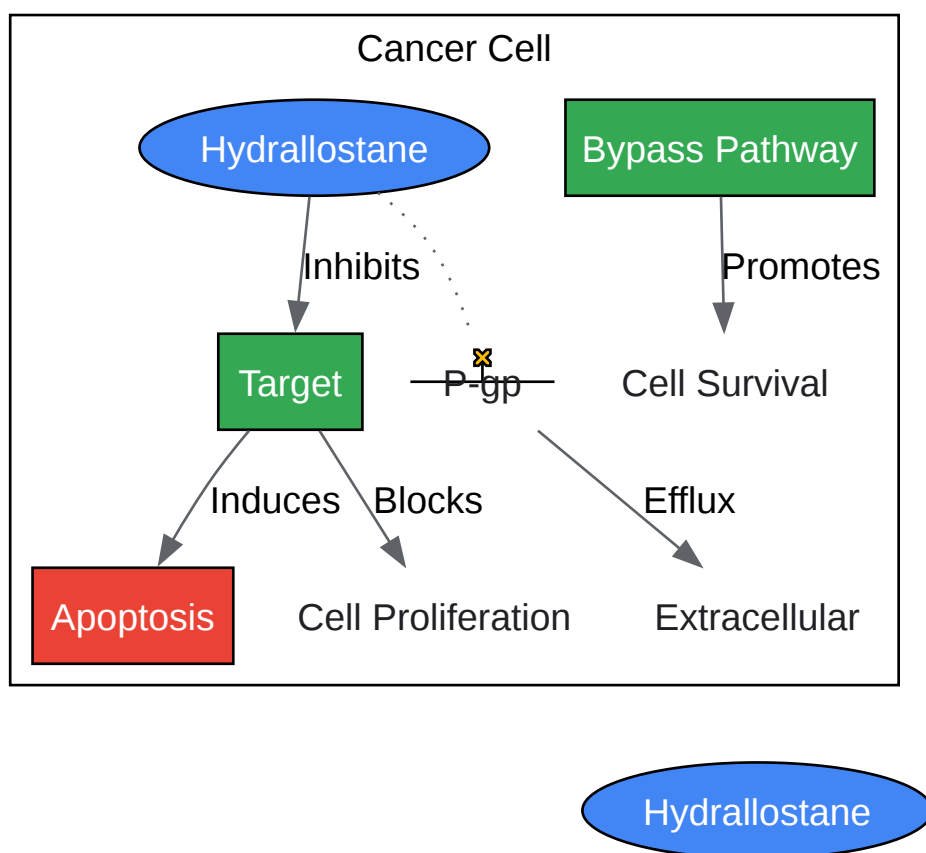 Cancer Cell
Hydrallostane
Bypass Pathway
Inhibits
Promotes
Target
P-gp
Cell Survival
Induces
Blocks
Efflux
Apoptosis
Cell Proliferation
Extracellular
Hydrallostane